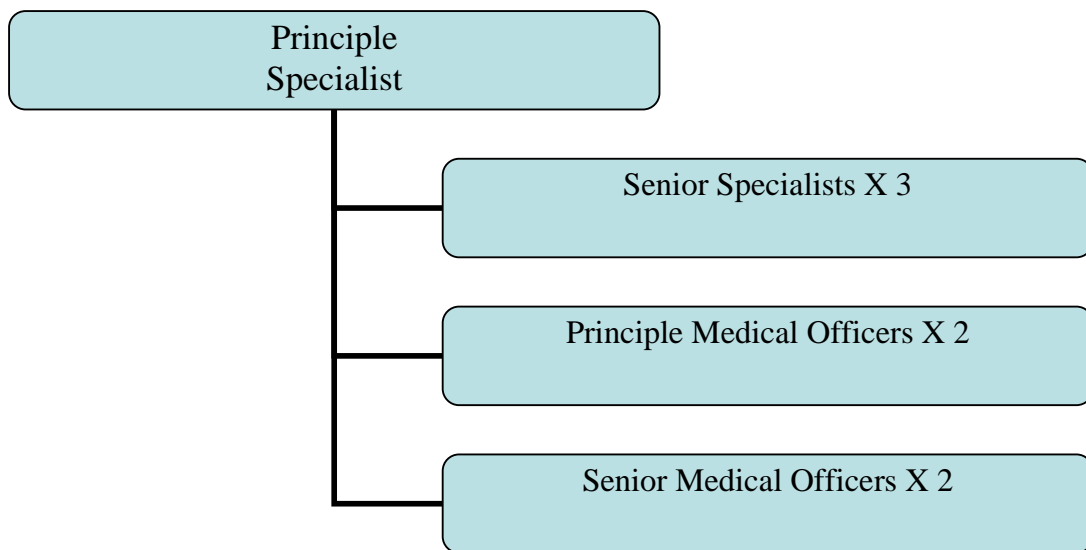 Principle
Specialist
Senior Specialists X 3
Principle Medical Officers X 2
Senior Medical Officers X 2